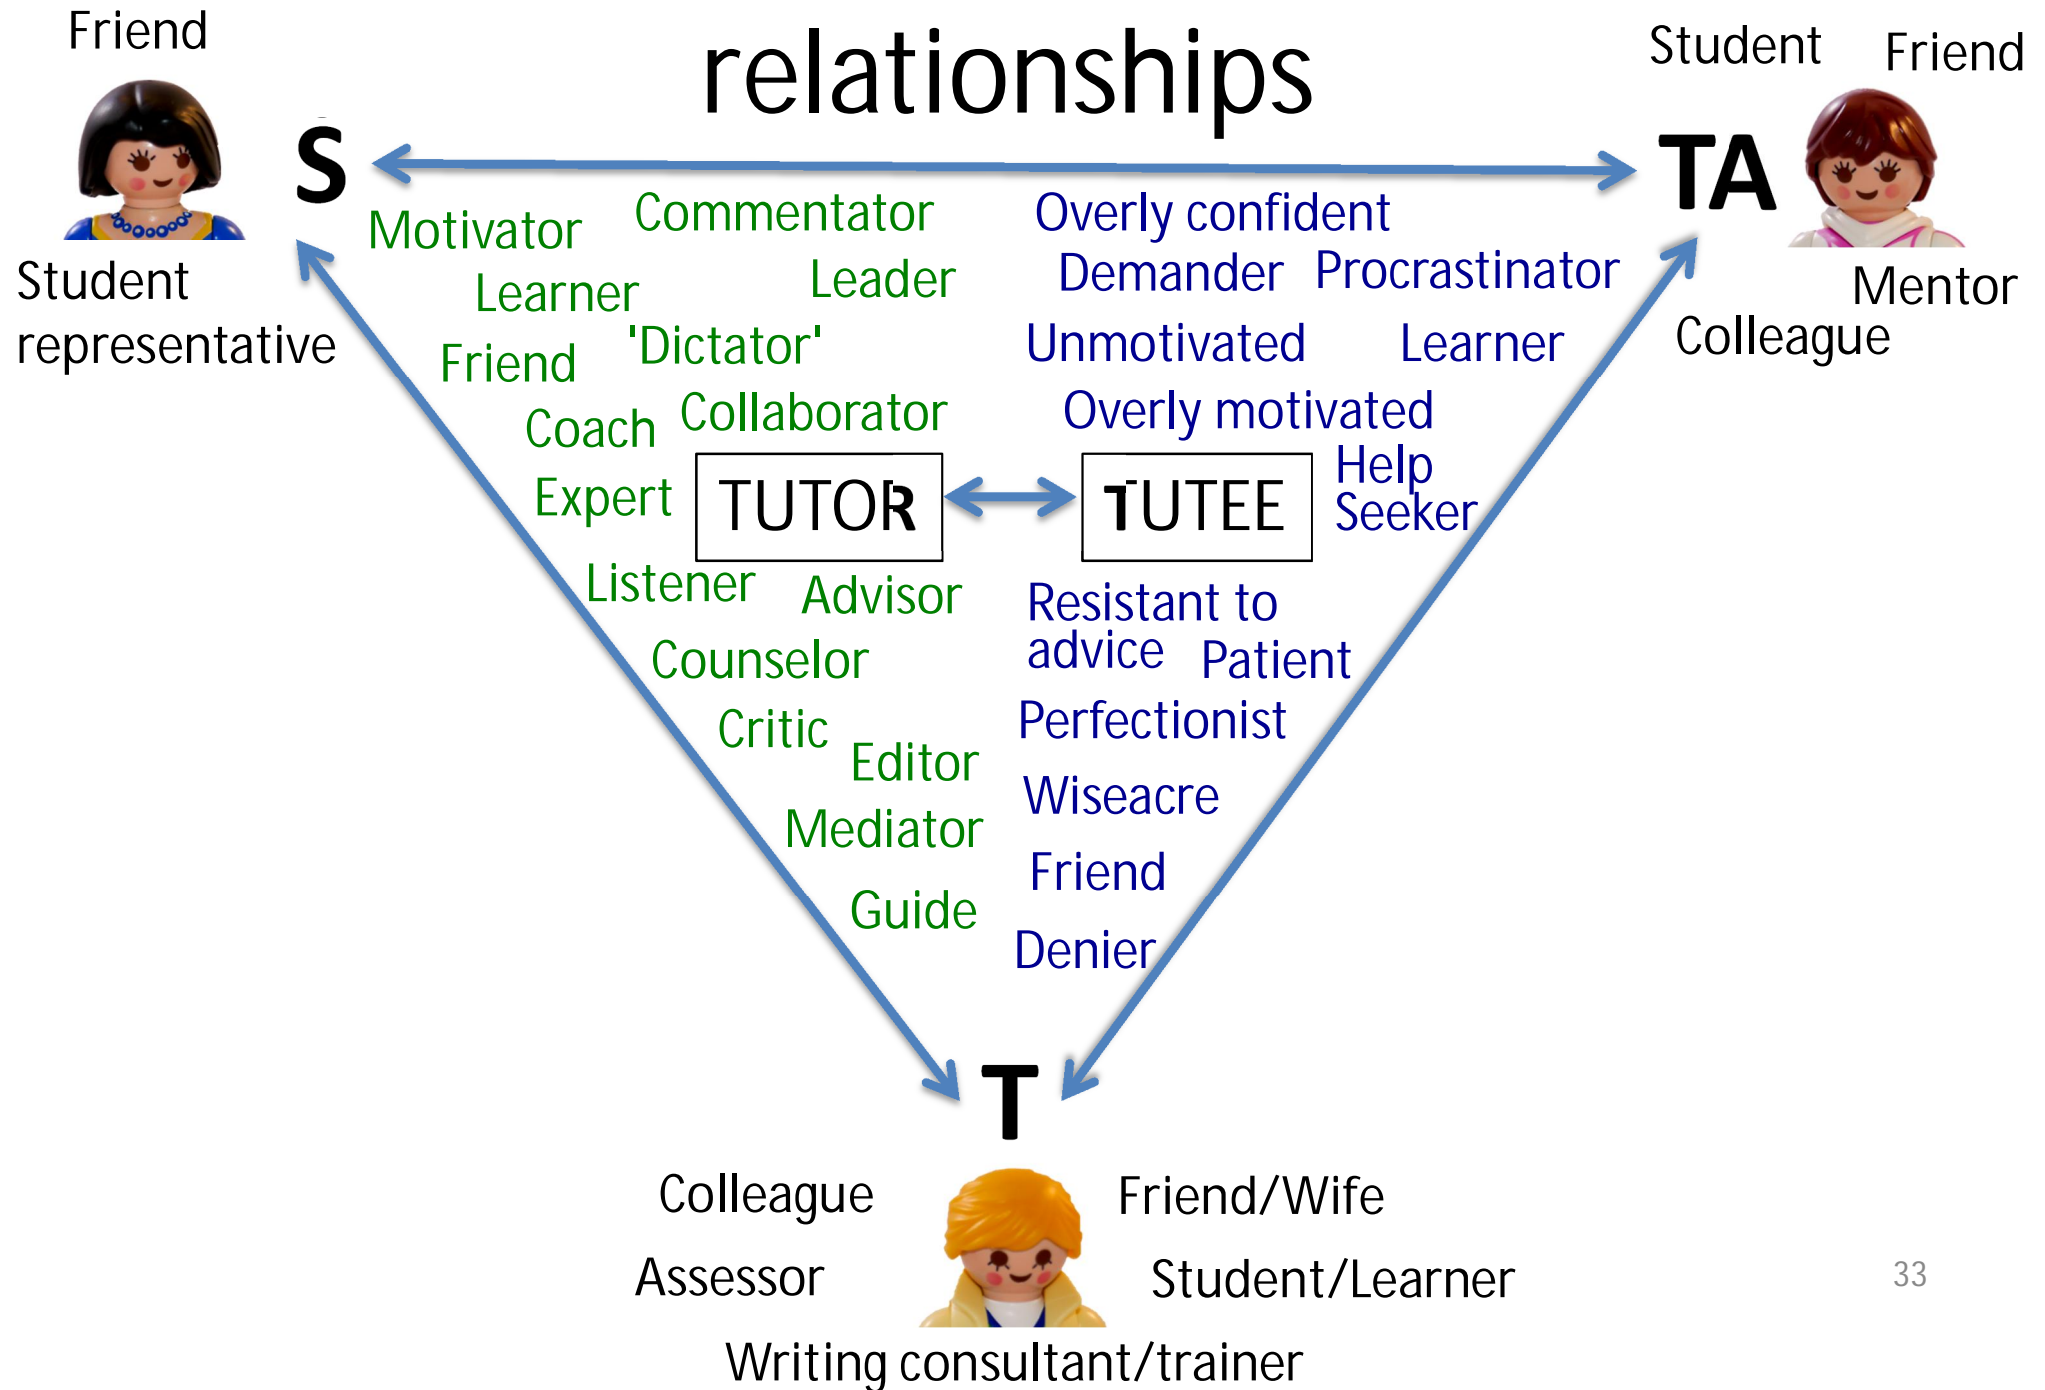 relationships
Friend
S
Student
representative
Student
Friend
TA
Mentor
Colleague
Motivator
Commentator
Learner
Leader
Friend
'Dictator'
Coach
Collaborator
Expert
TUTOR
Listener
Advisor
Counselor
Critic
Editor
Mediator
Guide
Overly confident
Demander
Procrastinator
Unmotivated
Learner
Overly motivated
TUTEE
Help
Seeker
Resistant to
advice
Patient
Perfectionist
Wiseacre
Friend
Denier
T
Colleague
Friend/Wife
Assessor
Student/Learner
Writing consultant/trainer
33